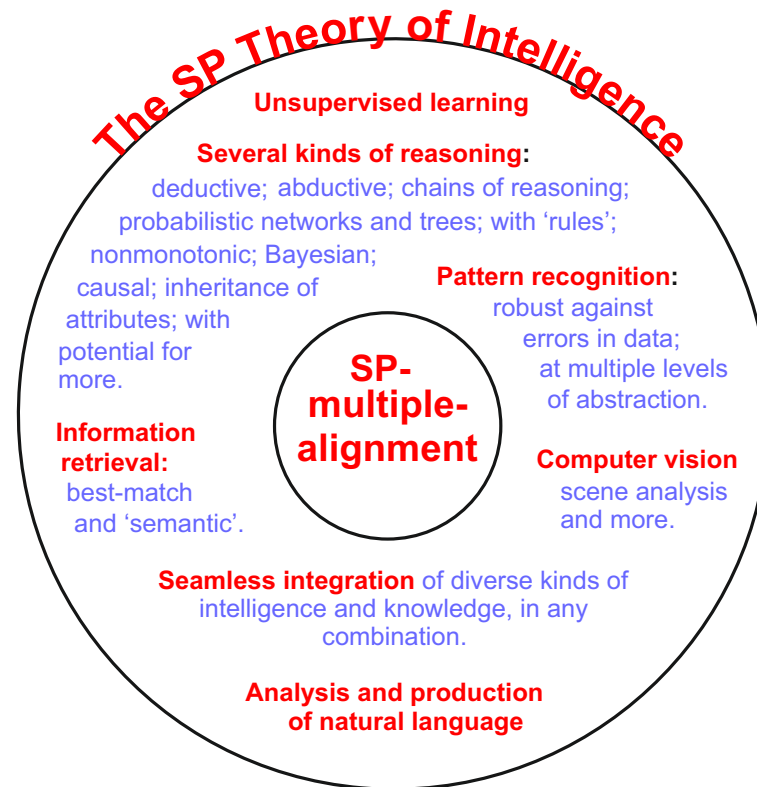 The SP Theory of Intelligence
Unsupervised learning
Several kinds of reasoning:
deductive; abductive; chains of reasoning;
probabilistic networks and trees; with ‘rules’;
nonmonotonic; Bayesian;
causal; inheritance of
attributes; with
potential for
more.
Pattern recognition:
robust against
errors in data;
at multiple levels
of abstraction.
SP-
multiple-
alignment
Information
retrieval:
best-match
and ‘semantic’.
Computer vision
scene analysis
and more.
Seamless integration of diverse kinds of
intelligence and knowledge, in any
combination.
Analysis and production
of natural language